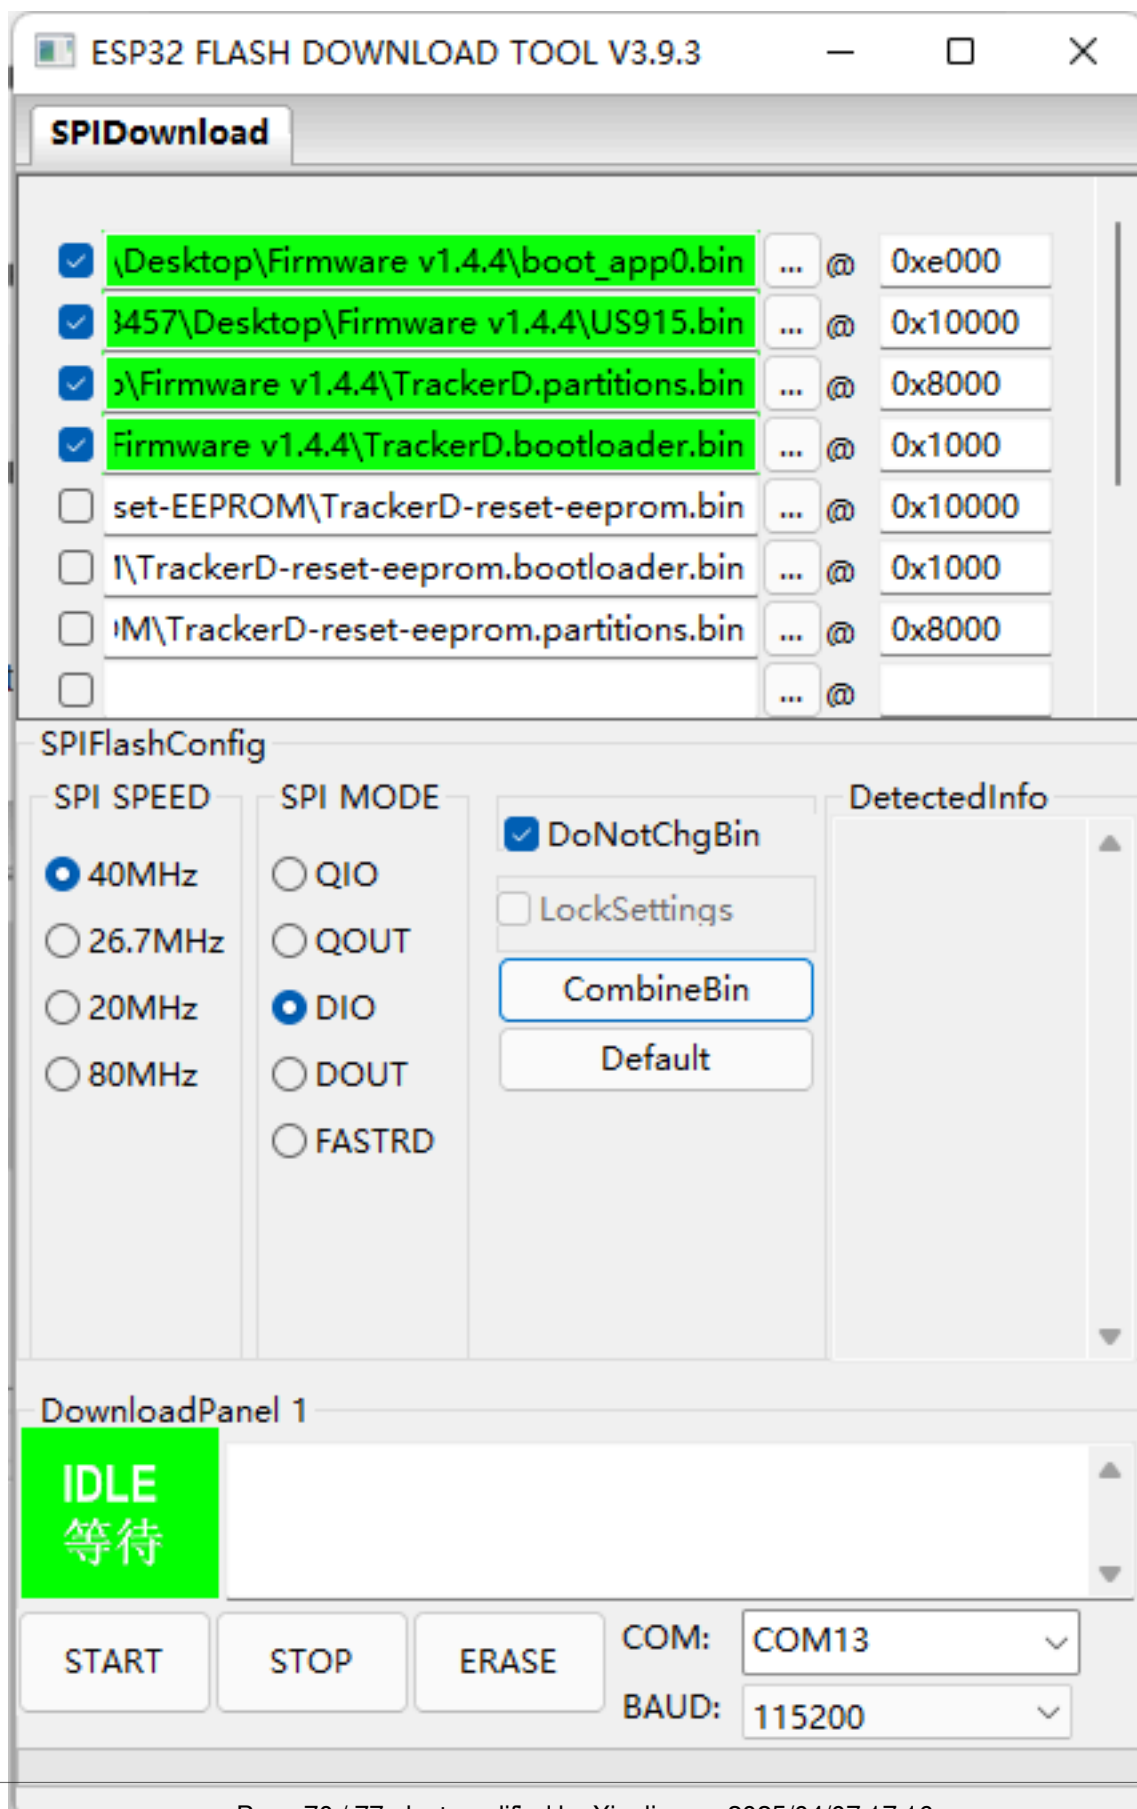 ESP32 FLASH DOWNLOAD TOOL V3.9.3
SPIDownload
\Desktop\Firmware v1.4.4\boot_app0.bin ... @ 0xe000
3457\Desktop\Firmware v1.4.4\US915.bin ... @ 0x10000
\Firmware v1.4.4\TrackerD.partitions.bin ... @ 0x8000
Firmware v1.4.4\TrackerD.bootloader.bin ... @ 0x1000
set-EEPROM\TrackerD-reset-eeprom.bin ... @ 0x10000
\TrackerD-reset-eeprom.bootloader.bin ... @ 0x1000
M\TrackerD-reset-eeprom.partitions.bin ... @ 0x8000
... @
SPIFlashConfig
SPI SPEED
40MHz
26.7MHz
20MHz
80MHz
SPI MODE
QIO
QOUT
DIO
DOUT
FASTRD
DoNotChgBin
LockSettings
CombineBin
Default
DetectedInfo
DownloadPanel 1
IDLE
等待
START STOP ERASE
COM: COM13
BAUD: 115200